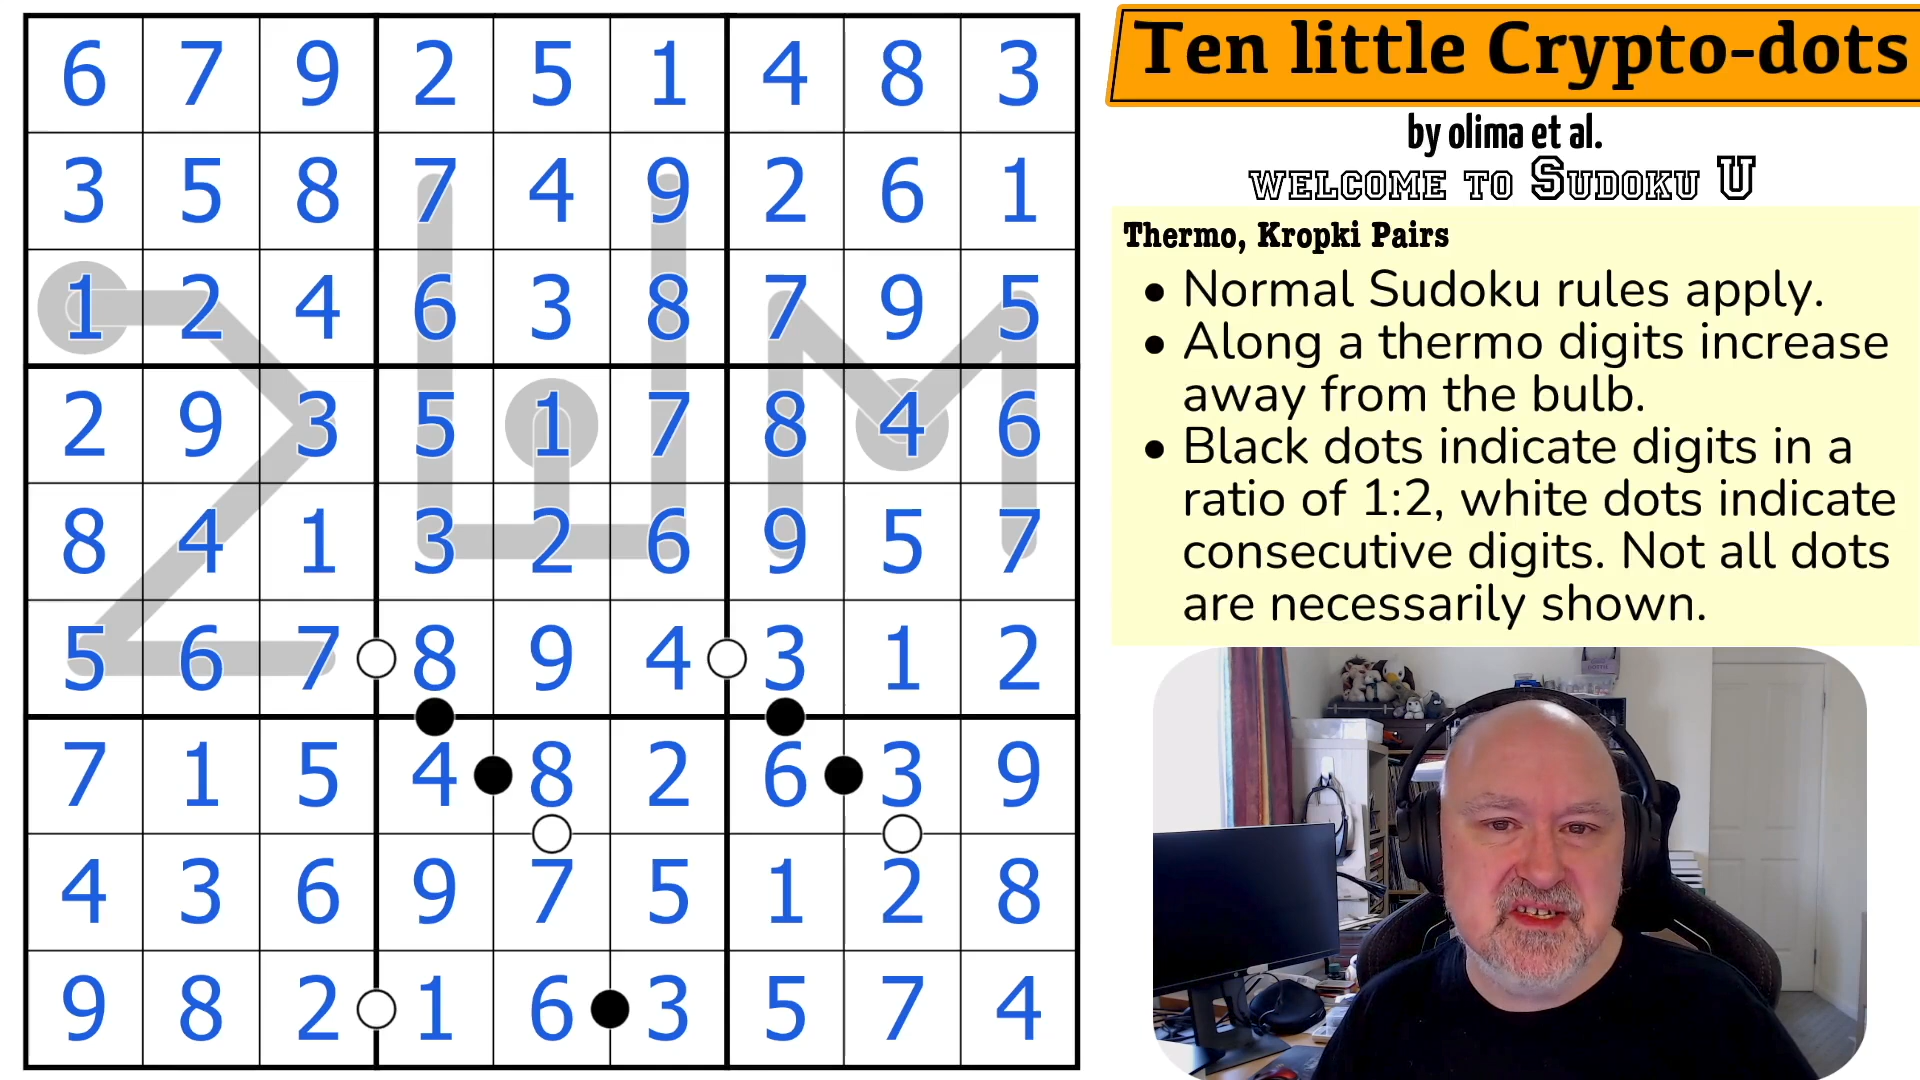 6 7 9 2 5 1 4 8 3
3 5 8 7 4 9 2 6 1
1 2 4 6 3 8 7 9 5
2 9 3 5 1 7 8 4 6
8 4 1 3 2 6 9 5 7
5 6 7 8 9 4 3 1 2
7 1 5 4 8 2 6 3 9
4 3 6 9 7 5 1 2 8
9 8 2 1 6 3 5 7 4
Ten little Crypto-dots
by olima et al.
WELCOME TO SUDOKU U
Thermo, Kropki Pairs
• Normal Sudoku rules apply.
• Along a thermo digits increase
away from the bulb.
• Black dots indicate digits in a
ratio of 1:2, white dots indicate
consecutive digits. Not all dots
are necessarily shown.